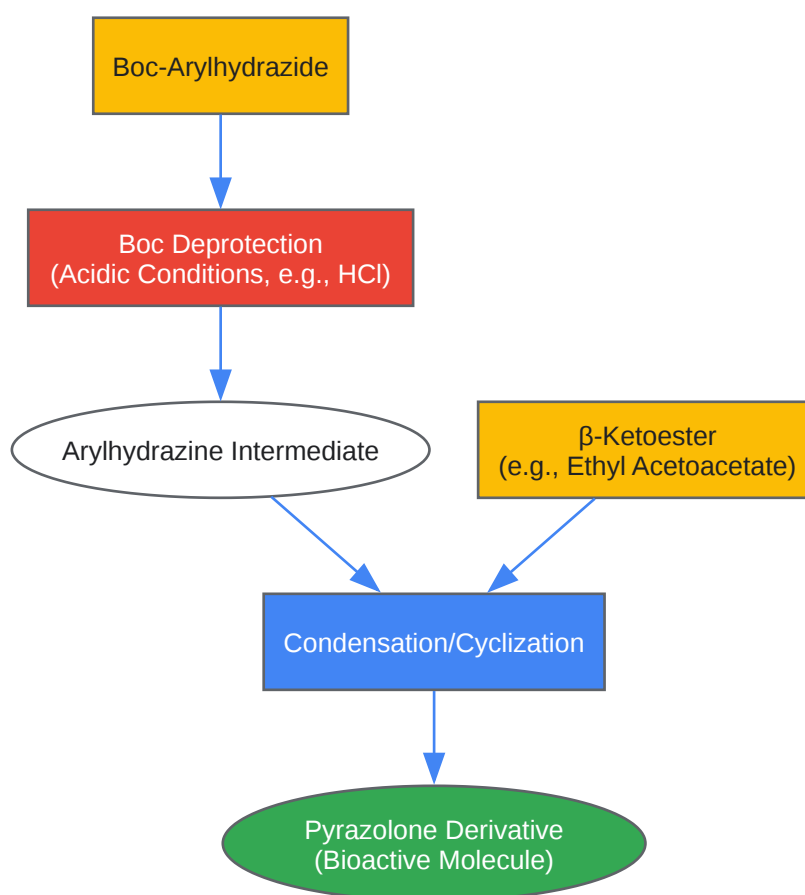 Boc-Arylhydrazide
Boc Deprotection
(Acidic Conditions, e.g., HCl)
Arylhydrazine Intermediate
β-Ketoester
(e.g., Ethyl Acetoacetate)
Condensation/Cyclization
Pyrazolone Derivative
(Bioactive Molecule)